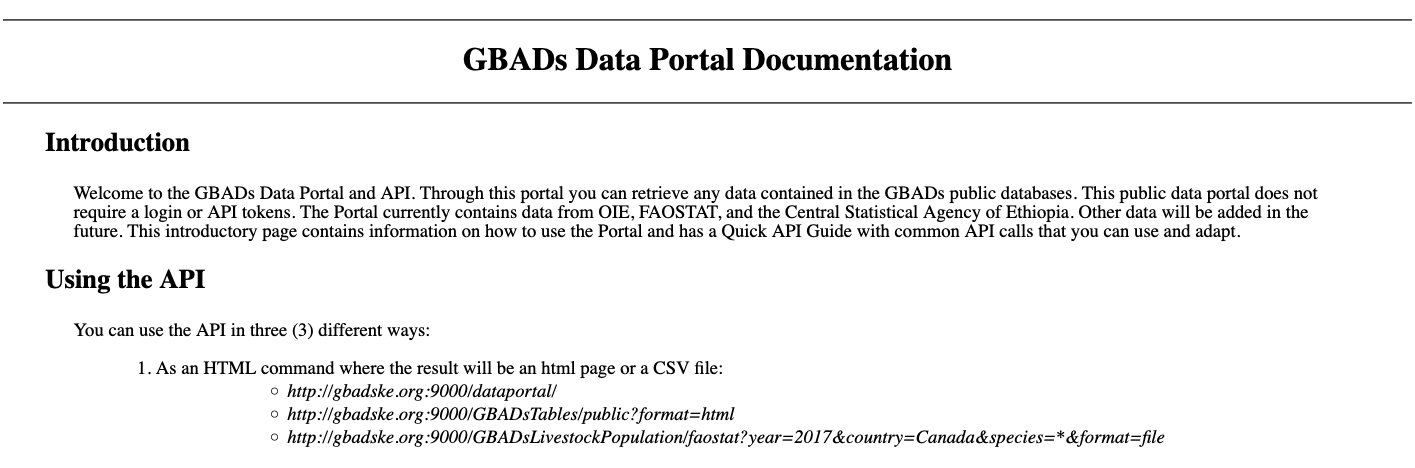 GBADs Data Portal Documentation
Introduction
Welcome to the GBADs Data Portal and API. Through this portal you can retrieve any data contained in the GBADs public databases. This public data portal does not
require a login or API tokens. The Portal currently contains data from OIE, FAOSTAT, and the Central Statistical Agency of Ethiopia. Other data will be added in the
future. This introductory page contains information on how to use the Portal and has a Quick API Guide with common API calls that you can use and adapt.
Using the API
You can use the API in three (3) different ways:
1. As an HTML command where the result will be an html page or a CSV file:
○ http://gbadske.org:9000/dataportal/
○ http://gbadske.org:9000/GBADsTables/public?format=html
○ http://gbadske.org:9000/GBADsLivestockPopulation/faostat?year=2017&country=Canada&species=*&format=file